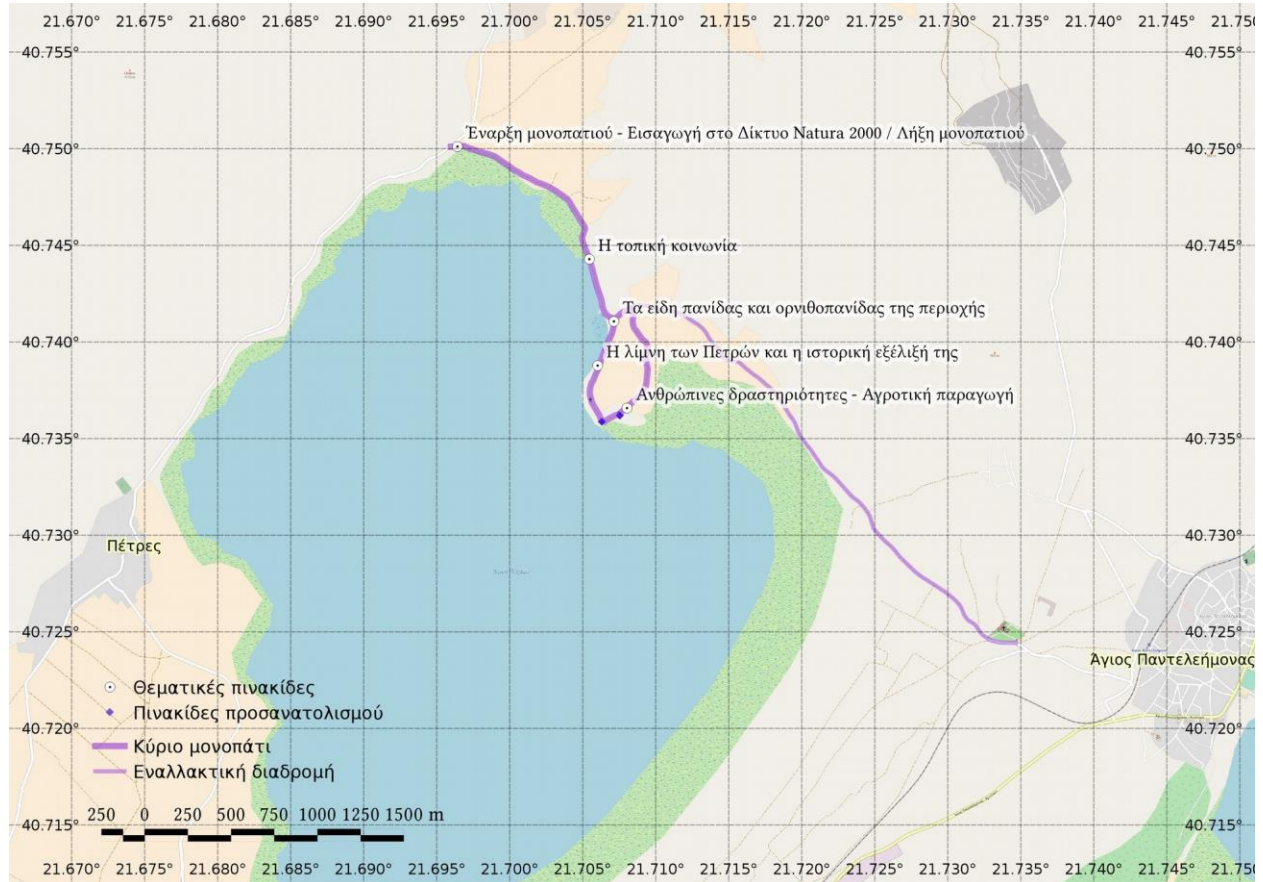 21.670 21.675 21.680 21.685 21.690 21.695 21.700 21.705 21.710 21.715 21.720 21.725 21.730 21.735 21.740 21.745 21.750
40.755° 40.755°
Έναρξη μονοπατιού - Εισαγωγή στο Δίκτυο Natura 2000 / Λήξη μονοπατιού
40.750° 40.750°
40.745° Η τοπική κοινωνία 40.745°
Τα είδη πανίδας και ορνιθοπανίδας της περιοχής
40.740° 40.740°
Η λίμνη των Πετρών και η ιστορική εξέλιξή της
Ανθρώπινες δραστηριότητες - Αγροτική παραγωγή
40.735° 40.735°
40.730° 40.730°
Πέτρες
40.725° 40.725°
Άγιος Παντελεήμονας
Θεματικές πινακίδες
Πινακίδες προσανατολισμού
40.720° 40.720°
Κύριο μονοπάτι
Εναλλακτική διαδρομή
250 0 250 500 750 1000 1250 1500 m
40.715° 40.715°
21.670 21.675 21.680 21.685 21.690 21.695 21.700 21.705 21.710 21.715 21.720 21.725 21.730 21.735 21.740 21.745 21.750